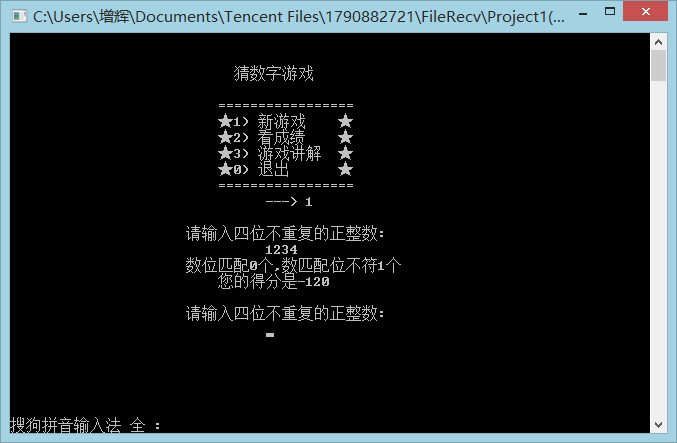 C:\Users\增辉\Documents\Tencent Files\1790882721\FileRecv\Project1(...
猜数字游戏
=================
★1) 新游戏 ★
★2) 看成绩 ★
★3) 游戏讲解 ★
★0) 退出 ★
=================
---> 1
请输入四位不重复的正整数:
1234
数位匹配0个,数匹配位不符1个
您的得分是-120
请输入四位不重复的正整数:
搜狗拼音输入法 全 :